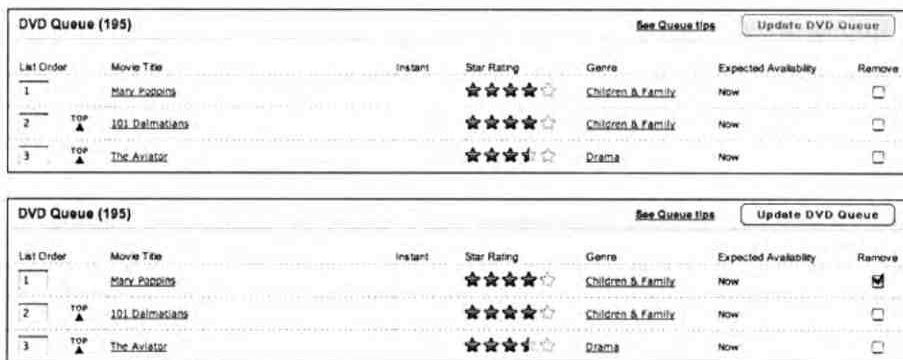 DVD Queue (195) See Queue tips Update DVD Queue
List Order Movie Title Instant Star Rating Genre Expected Availability Remove
1 Mary Poppins Children & Family Now
2 TOP 101 Dalmatians Children & Family Now
3 TOP The Aviator Drama Now
DVD Queue (195) See Queue tips Update DVD Queue
List Order Movie Title Instant Star Rating Genre Expected Availability Remove
1 Mary Poppins Children & Family Now
2 TOP 101 Dalmatians Children & Family Now
3 TOP The Aviator Drama Now